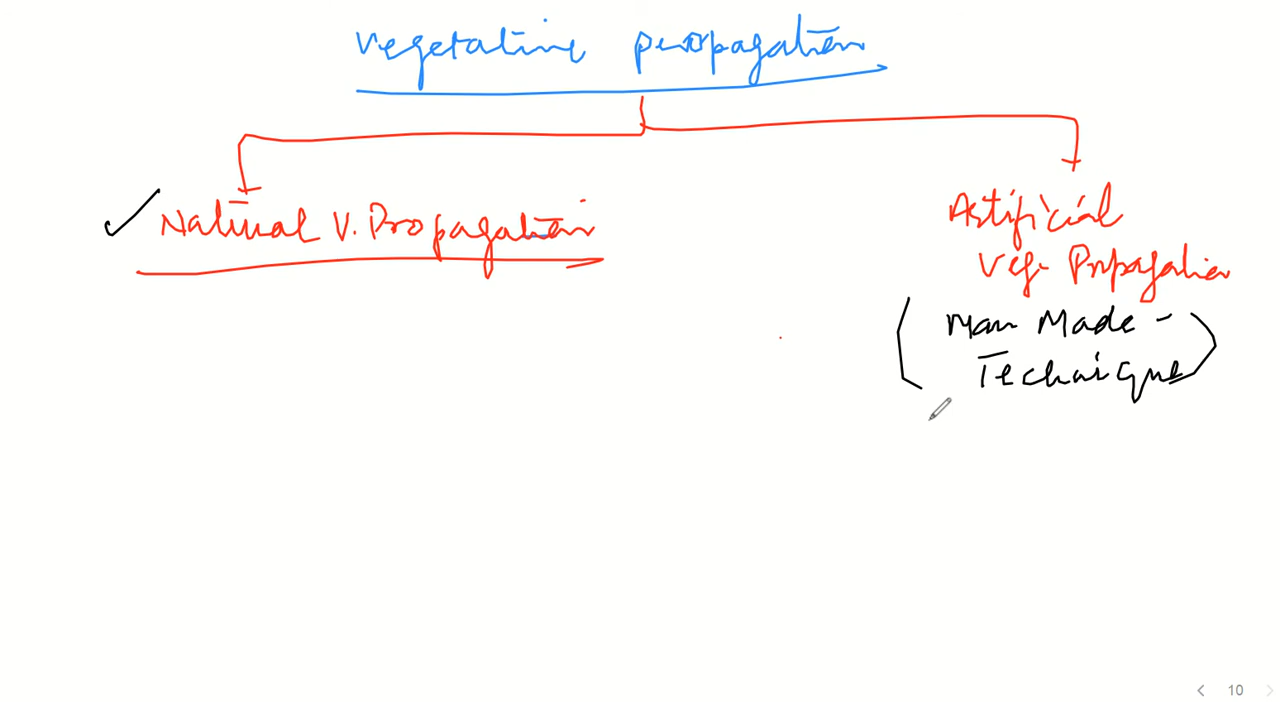 Vegetative propagation
Natural V. Propagation
Artificial
Veg. Propagation
Man Made -
Technique
10